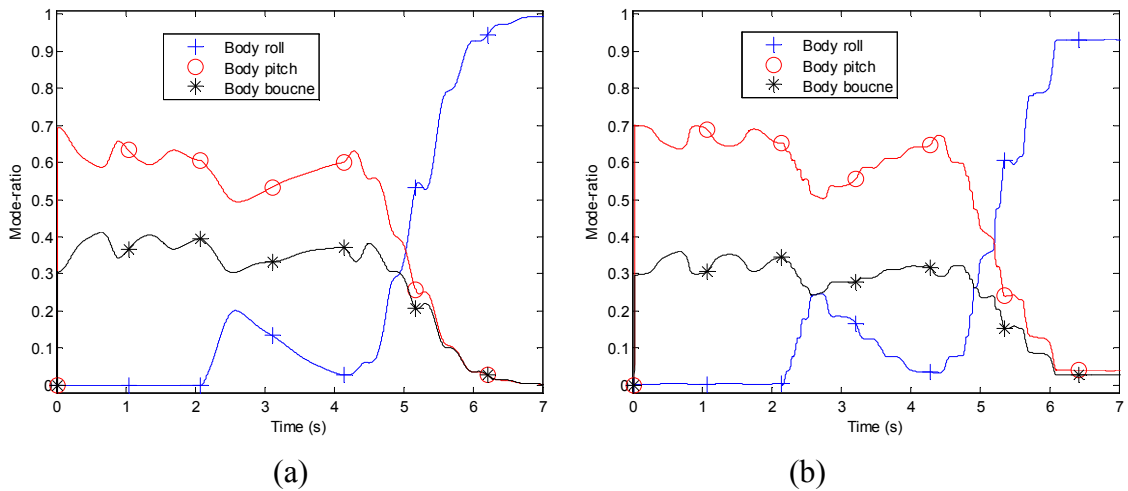 1
0.9
0.8
0.7
0.6
0.5
0.4
0.3
0.2
0.1
0
Mode-ratio
Body roll
Body pitch
Body boucne
0 1 2 3 4 5 6 7
Time (s)
(a)
1
0.9
0.8
0.7
0.6
0.5
0.4
0.3
0.2
0.1
0
Mode-ratio
Body roll
Body pitch
Body boucne
0 1 2 3 4 5 6 7
Time (s)
(b)